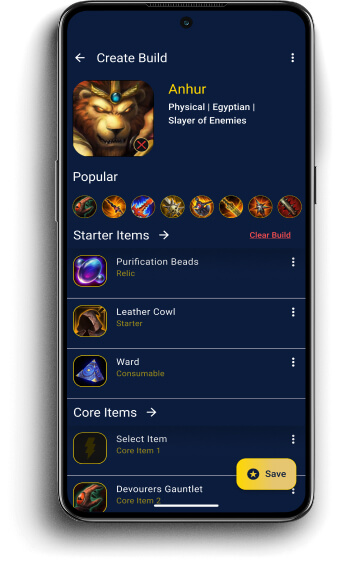 Create Build
Anhur
Physical | Egyptian |
Slayer of Enemies
Popular
Starter Items
Clear Build
Purification Beads
Relic
Leather Cowl
Starter
Ward
Consumable
Core Items
Select Item
Core Item 1
Save
Devourers Gauntlet
Core Item 2